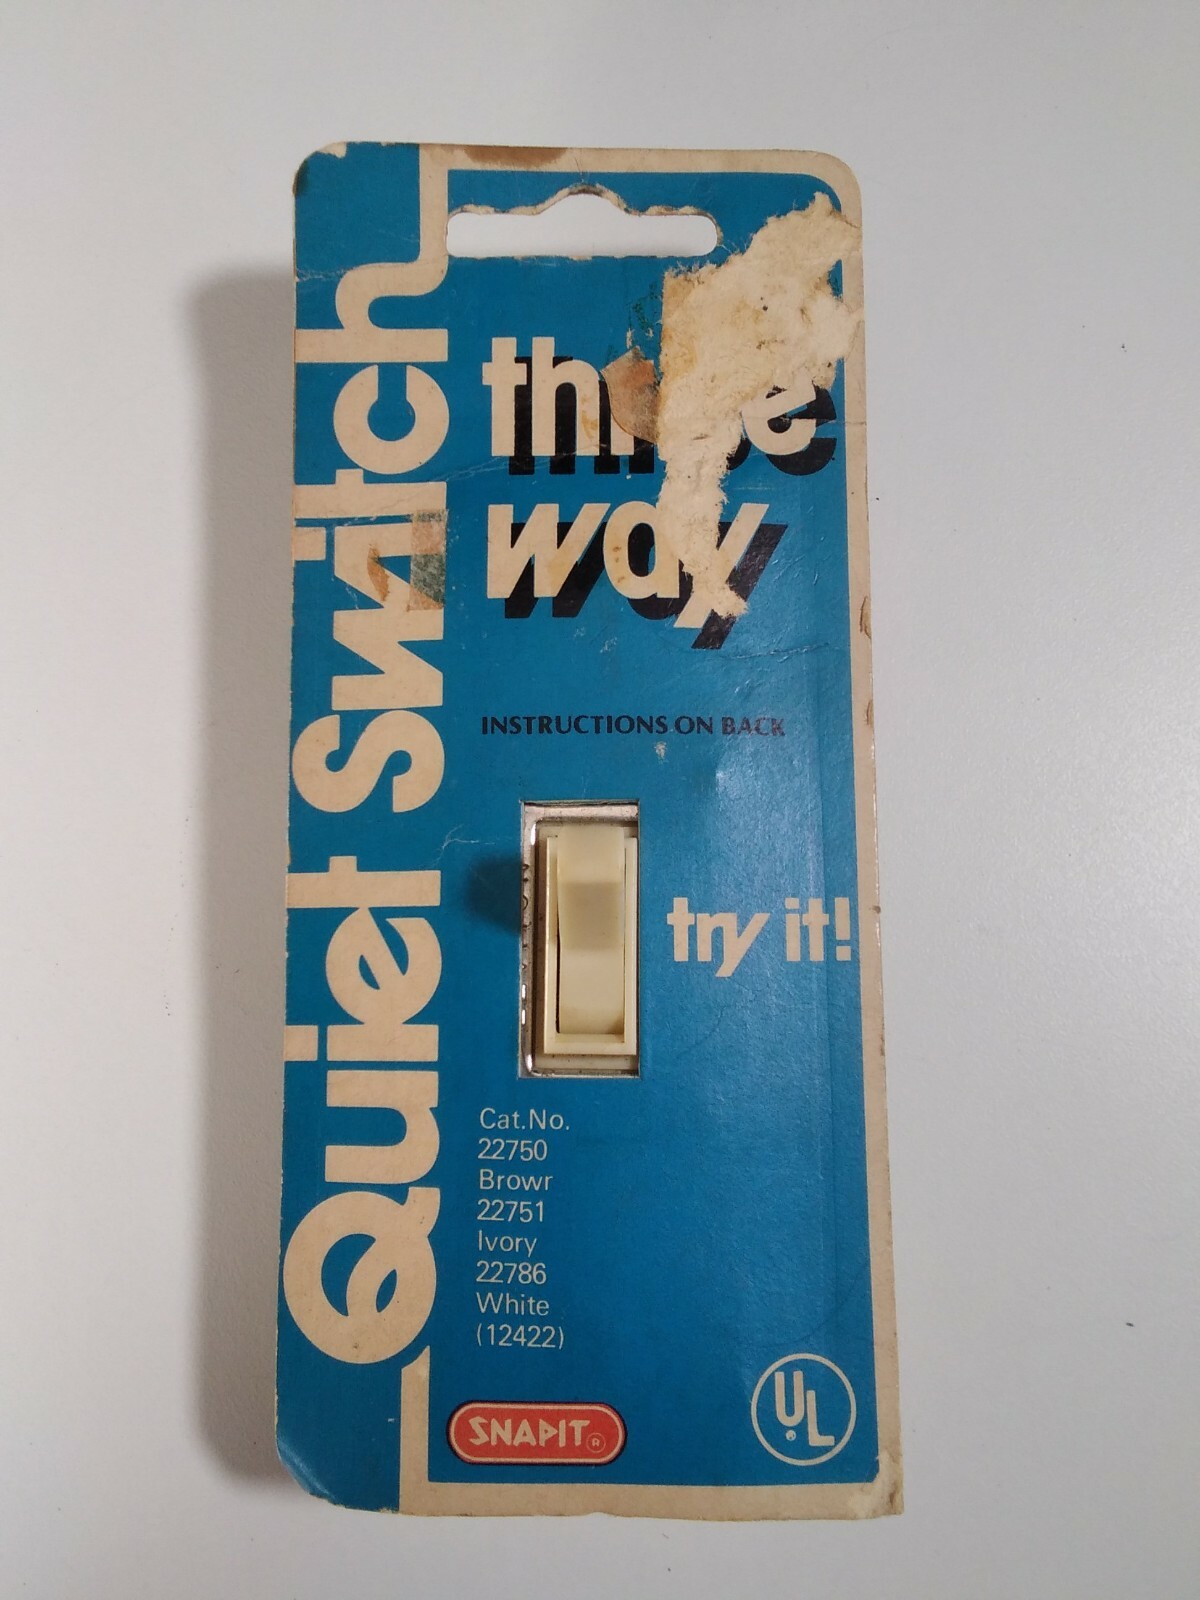 Quiet Switch
three
way
INSTRUCTIONS ON BACK
try it!
Cat.No.
22750
Browr
22751
Ivory
22786
White
(12422)
SNAPIT®
UL®